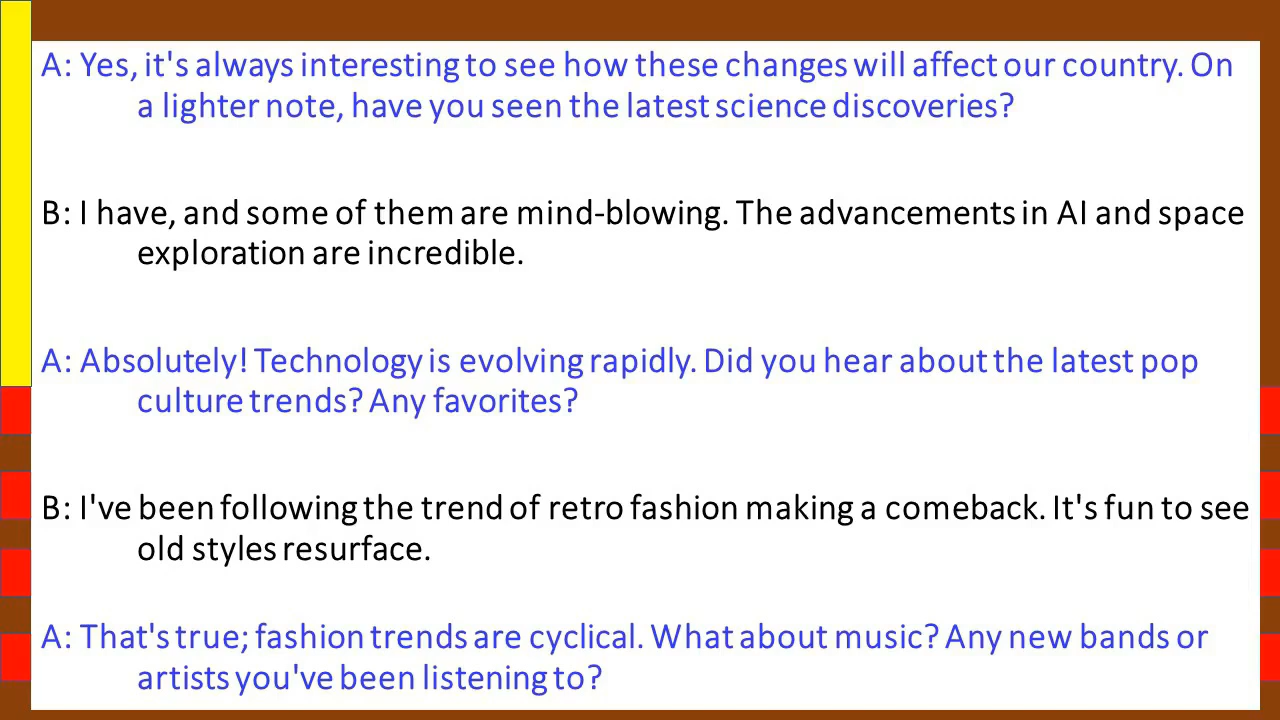 A: Yes, it's always interesting to see how these changes will affect our country. On
a lighter note, have you seen the latest science discoveries?
B: I have, and some of them are mind-blowing. The advancements in AI and space
exploration are incredible.
A: Absolutely! Technology is evolving rapidly. Did you hear about the latest pop
culture trends? Any favorites?
B: I've been following the trend of retro fashion making a comeback. It's fun to see
old styles resurface.
A: That's true; fashion trends are cyclical. What about music? Any new bands or
artists you've been listening to?